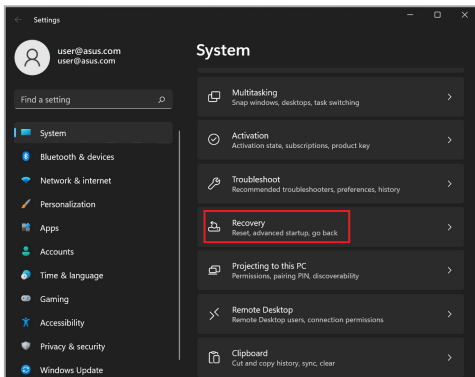 Settings
user@asus.com
user@asus.com
Find a setting
System
Bluetooth & devices
Network & internet
Personalization
Apps
Accounts
Time & language
Gaming
Accessibility
Privacy & security
Windows Update
System
Multitasking
Snap windows, desktops, task switching
Activation
Activation state, subscriptions, product key
Troubleshoot
Recommended troubleshooters, preferences, history
Recovery
Reset, advanced startup, go back
Projecting to this PC
Permissions, pairing PIN, discoverability
Remote Desktop
Remote Desktop users, connection permissions
Clipboard
Cut and copy history, sync, clear